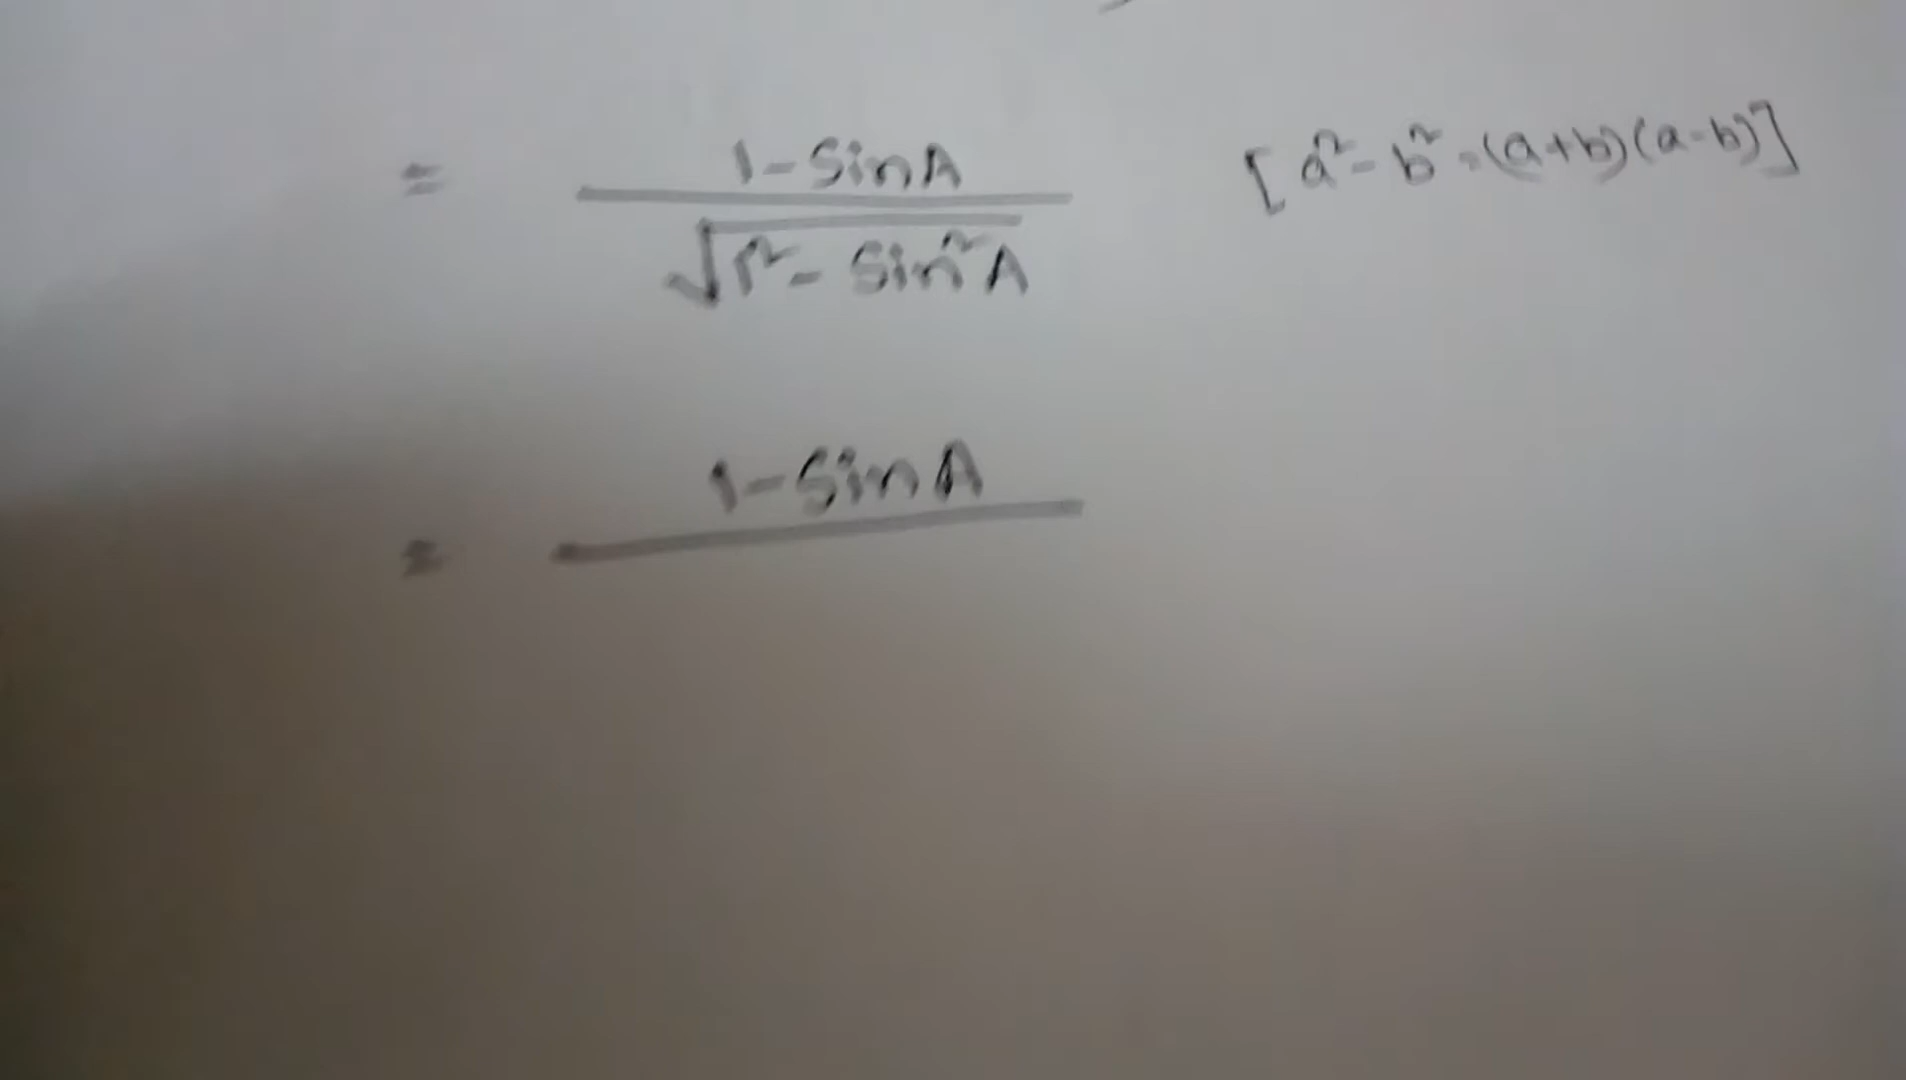 = 1-SinA [a²-b²=(a+b)(a-b)]
√1²-Sin²A
= 1-SinA